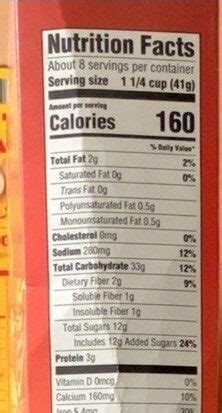 Nutrition Facts
About 8 servings per container
Serving size 1 1/4 cup (41g)
Amount per serving
Calories 160
% Daily Value*
Total Fat 2g 2%
Saturated Fat 0g 0%
Trans Fat 0g
Polyunsaturated Fat 0.5g
Monounsaturated Fat 0.5g
Cholesterol 0mg 0%
Sodium 280mg 12%
Total Carbohydrate 33g 12%
Dietary Fiber 2g 9%
Soluble Fiber 1g
Insoluble Fiber 1g
Total Sugars 12g
Includes 12g Added Sugars 24%
Protein 3g
Vitamin D 0mcg 0%
Calcium 160mg 10%
Iron 5.4mg 30%